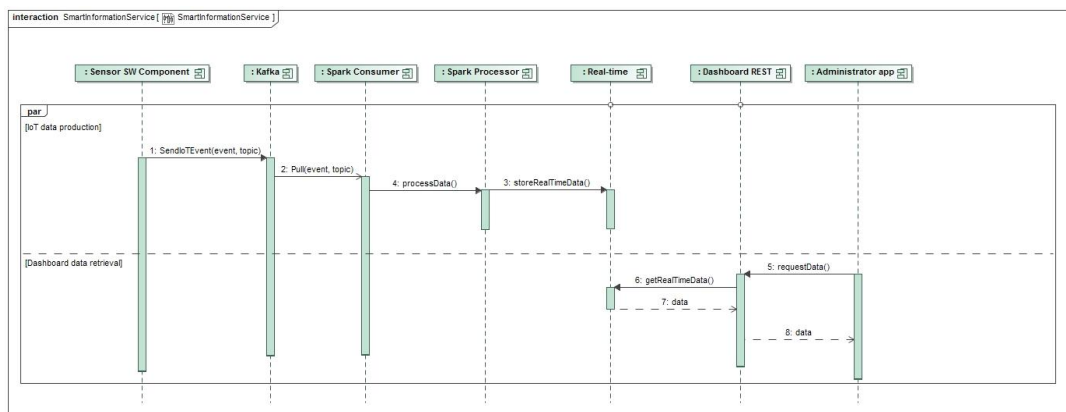 interaction SmartInformationService [ SmartInformationService ]
: Sensor SW Component
: Kafka
: Spark Consumer
: Spark Processor
: Real-time
: Dashboard REST
: Administrator app
par
[IoT data production]
1: SendIoTEvent(event, topic)
2: Pull(event, topic)
4: processData()
3: storeRealTimeData()
[Dashboard data retrieval]
5: requestData()
6: getRealTimeData()
7: data
8: data